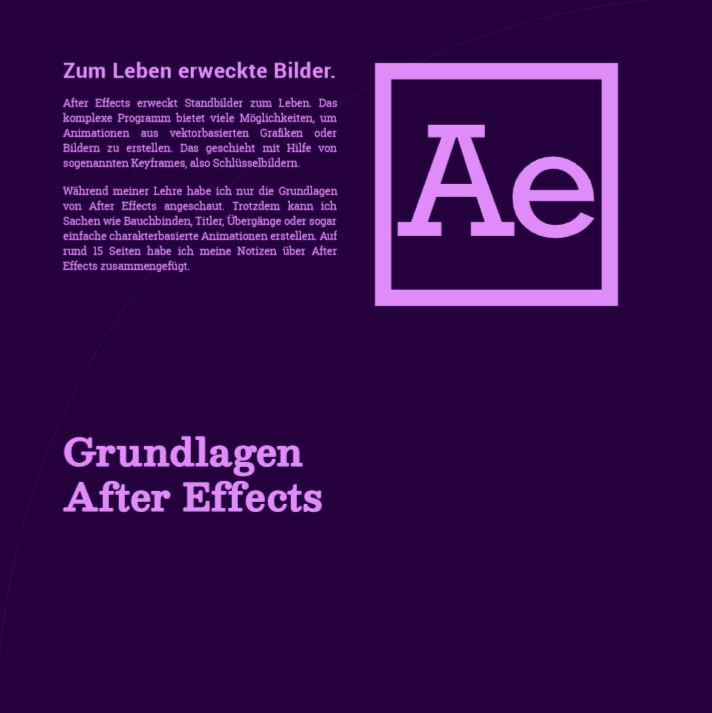 Zum Leben erweckte Bilder.
After Effects erweckt Standbilder zum Leben. Das
komplexe Programm bietet viele Möglichkeiten, um
Animationen aus vektorbasierten Grafiken oder
Bildern zu erstellen. Das geschieht mit Hilfe von
sogenannten Keyframes, also Schlüsselbildern.
Während meiner Lehre habe ich nur die Grundlagen
von After Effects angeschaut. Trotzdem kann ich
Sachen wie Bauchbinden, Titler, Übergänge oder sogar
einfache charakterbasierte Animationen erstellen. Auf
rund 15 Seiten habe ich meine Notizen über After
Effects zusammengefügt.
Ae
Grundlagen
After Effects